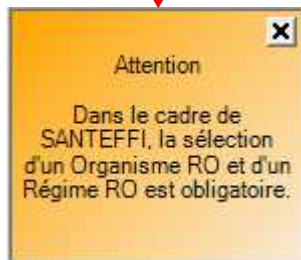 Attention
Dans le cadre de
SANTEFFI, la sélection
d'un Organisme RO et d'un
Régime RO est obligatoire.